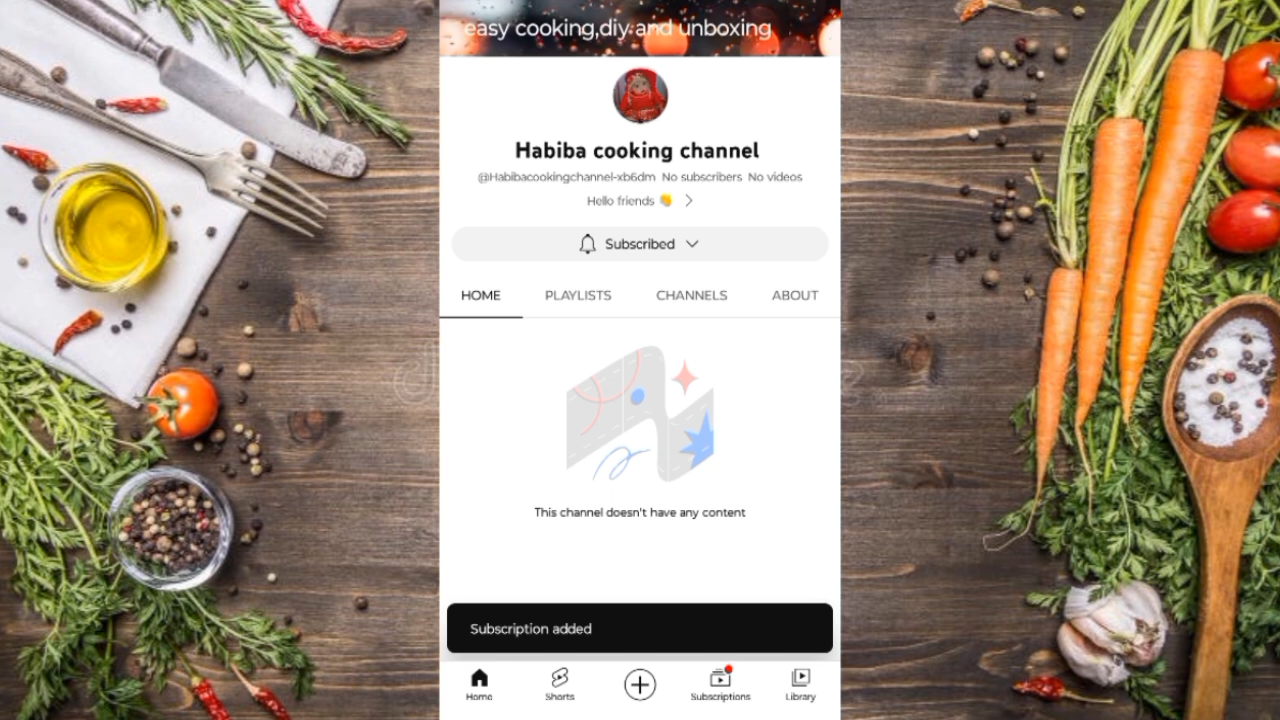 easy cooking,diy and unboxing
Habiba cooking channel
@Habibacookingchannel-xb6dm No subscribers No videos
Hello friends 👏
Subscribed
HOME PLAYLISTS CHANNELS ABOUT
This channel doesn't have any content
Subscription added
Home Shorts Subscriptions Library